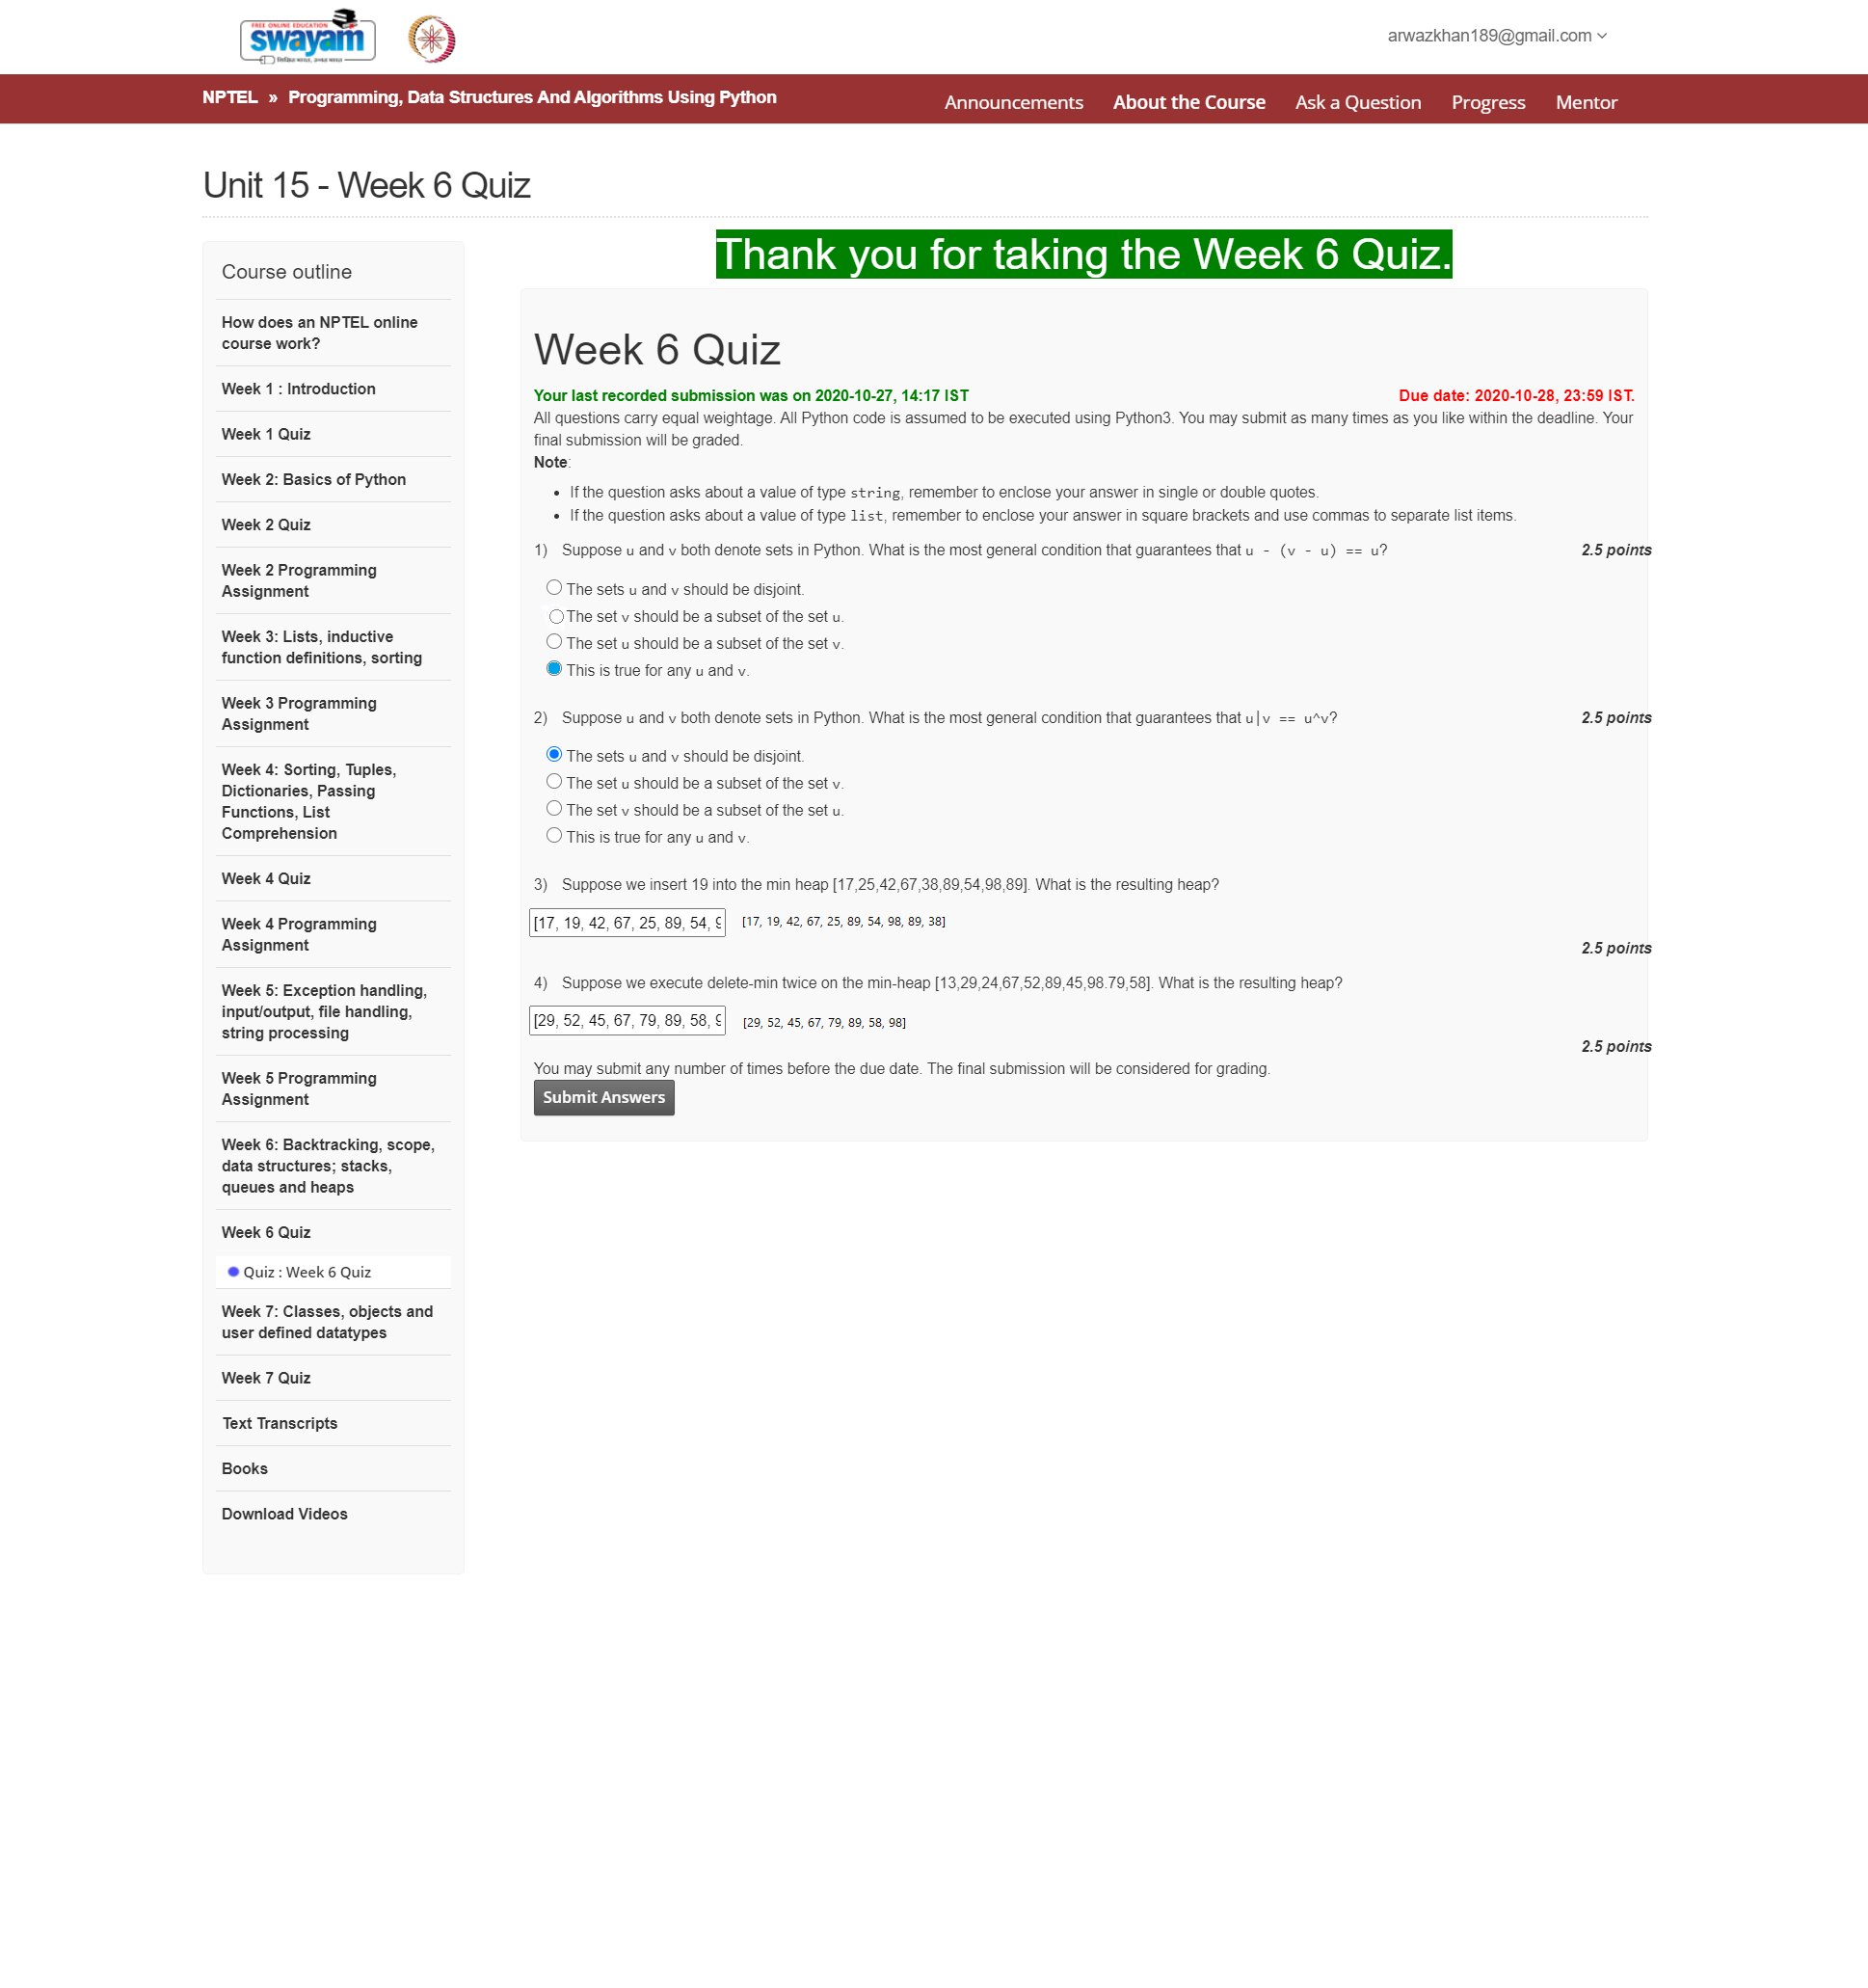 FREE ONLINE EDUCATION
swayam
arwazkhan189@gmail.com
NPTEL » Programming, Data Structures And Algorithms Using Python
Announcements About the Course Ask a Question Progress Mentor
Unit 15 - Week 6 Quiz
Course outline
How does an NPTEL online
course work?
Week 1 : Introduction
Week 1 Quiz
Week 2: Basics of Python
Week 2 Quiz
Week 2 Programming
Assignment
Week 3: Lists, inductive
function definitions, sorting
Week 3 Programming
Assignment
Week 4: Sorting, Tuples,
Dictionaries, Passing
Functions, List
Comprehension
Week 4 Quiz
Week 4 Programming
Assignment
Week 5: Exception handling,
input/output, file handling,
string processing
Week 5 Programming
Assignment
Week 6: Backtracking, scope,
data structures; stacks,
queues and heaps
Week 6 Quiz
Quiz : Week 6 Quiz
Week 7: Classes, objects and
user defined datatypes
Week 7 Quiz
Text Transcripts
Books
Download Videos
Thank you for taking the Week 6 Quiz.
Week 6 Quiz
Your last recorded submission was on 2020-10-27, 14:17 IST Due date: 2020-10-28, 23:59 IST.
All questions carry equal weightage. All Python code is assumed to be executed using Python3. You may submit as many times as you like within the deadline. Your
final submission will be graded.
Note:
• If the question asks about a value of type string, remember to enclose your answer in single or double quotes.
• If the question asks about a value of type list, remember to enclose your answer in square brackets and use commas to separate list items.
1) Suppose u and v both denote sets in Python. What is the most general condition that guarantees that u - (v - u) == u? 2.5 points
The sets u and v should be disjoint.
The set v should be a subset of the set u.
The set u should be a subset of the set v.
This is true for any u and v.
2) Suppose u and v both denote sets in Python. What is the most general condition that guarantees that u|v == u^v? 2.5 points
The sets u and v should be disjoint.
The set u should be a subset of the set v.
The set v should be a subset of the set u.
This is true for any u and v.
3) Suppose we insert 19 into the min heap [17,25,42,67,38,89,54,98,89]. What is the resulting heap?
[17, 19, 42, 67, 25, 89, 54, 9 [17, 19, 42, 67, 25, 89, 54, 98, 89, 38]
2.5 points
4) Suppose we execute delete-min twice on the min-heap [13,29,24,67,52,89,45,98.79,58]. What is the resulting heap?
[29, 52, 45, 67, 79, 89, 58, 9 [29, 52, 45, 67, 79, 89, 58, 98]
2.5 points
You may submit any number of times before the due date. The final submission will be considered for grading.
Submit Answers